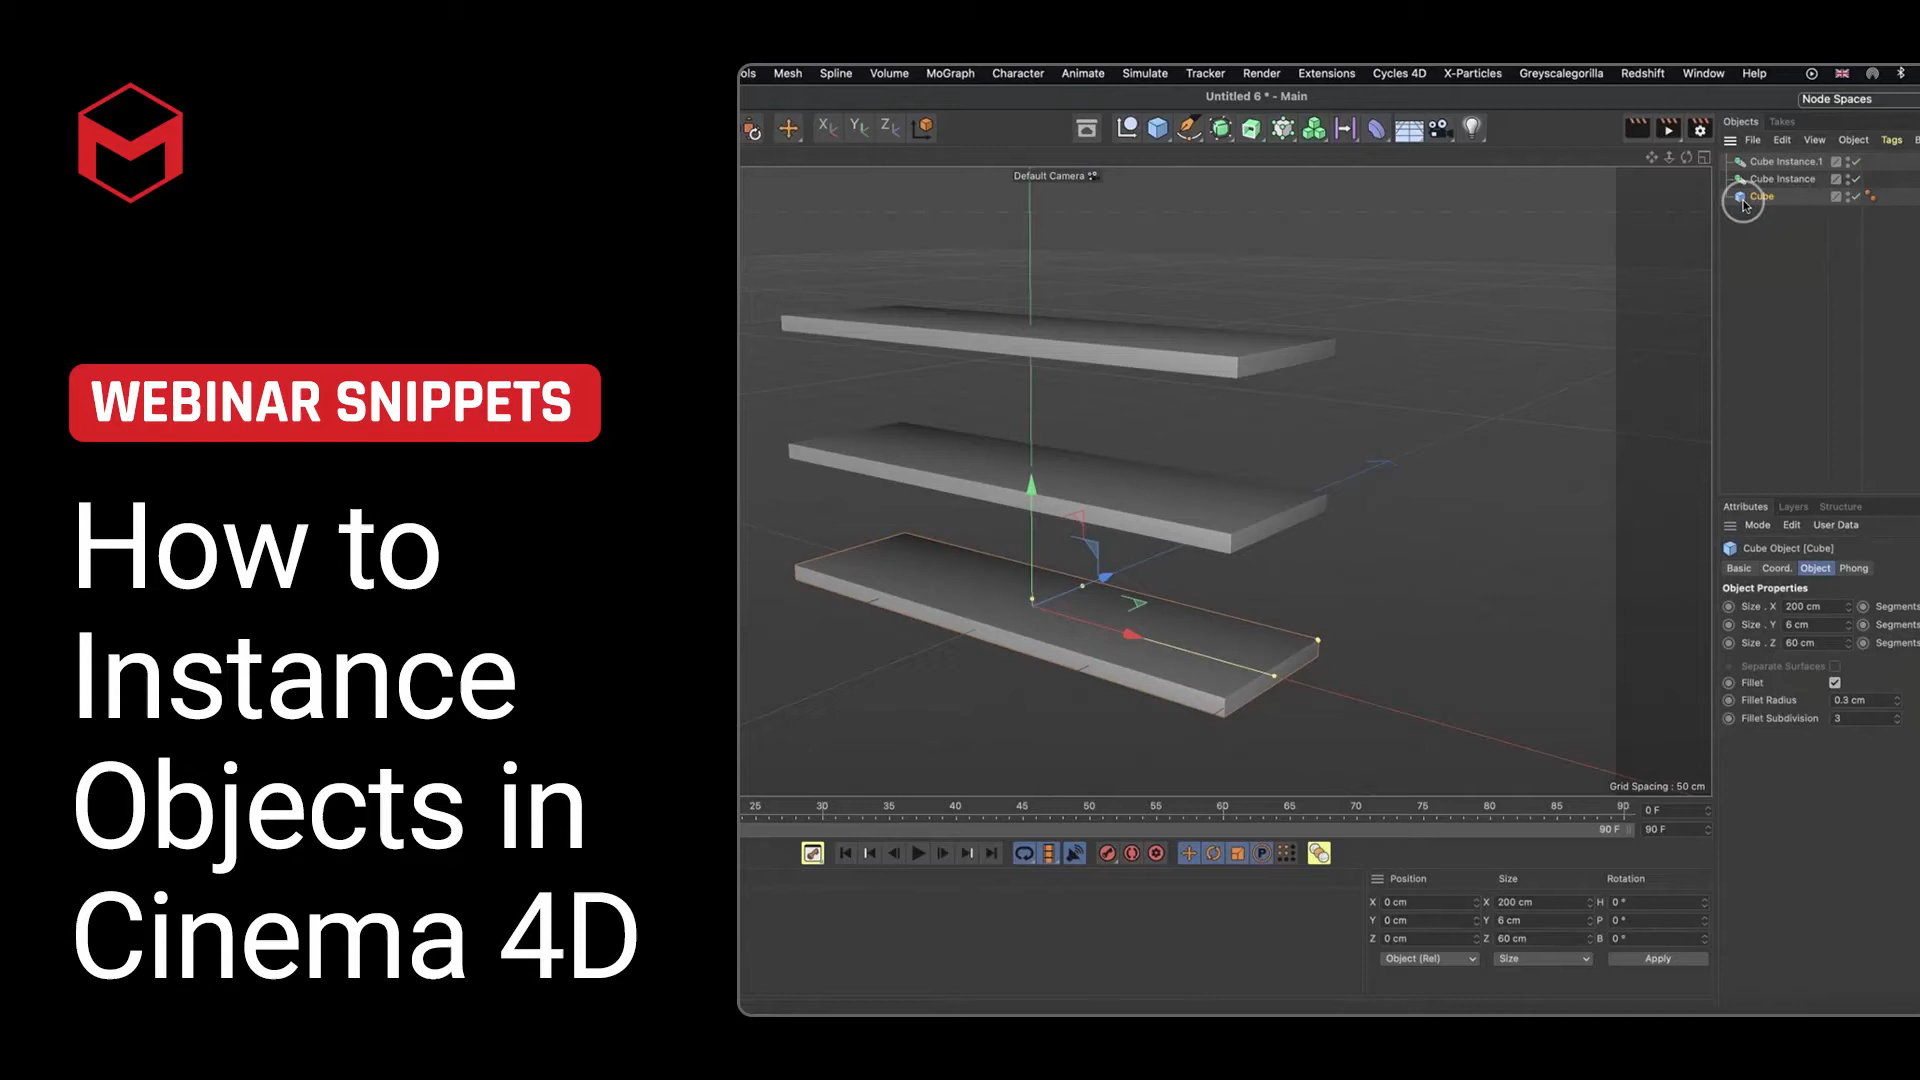 WEBINAR SNIPPETS
How to
Instance
Objects in
Cinema 4D
ols Mesh Spline Volume MoGraph Character Animate Simulate Tracker Render Extensions Cycles 4D X-Particles Greyscalegorilla Redshift Window Help
Untitled 6 * - Main
Node Spaces
X Y Z
Objects Takes
File Edit View Object Tags
Default Camera
Cube Instance.1
Cube Instance
Cube
Attributes Layers Structure
Mode Edit User Data
Cube Object [Cube]
Basic Coord. Object Phong
Object Properties
Size . X 200 cm Segments
Size . Y 6 cm Segments
Size . Z 60 cm Segments
Separate Surfaces
Fillet
Fillet Radius 0.3 cm
Fillet Subdivision 3
Grid Spacing : 50 cm
25 30 35 40 45 50 55 60 65 70 75 80 85 90 0 F
90 F 90 F
P
Position Size Rotation
X 0 cm X 200 cm H 0 °
Y 0 cm Y 6 cm P 0 °
Z 0 cm Z 60 cm B 0 °
Object (Rel) Size Apply